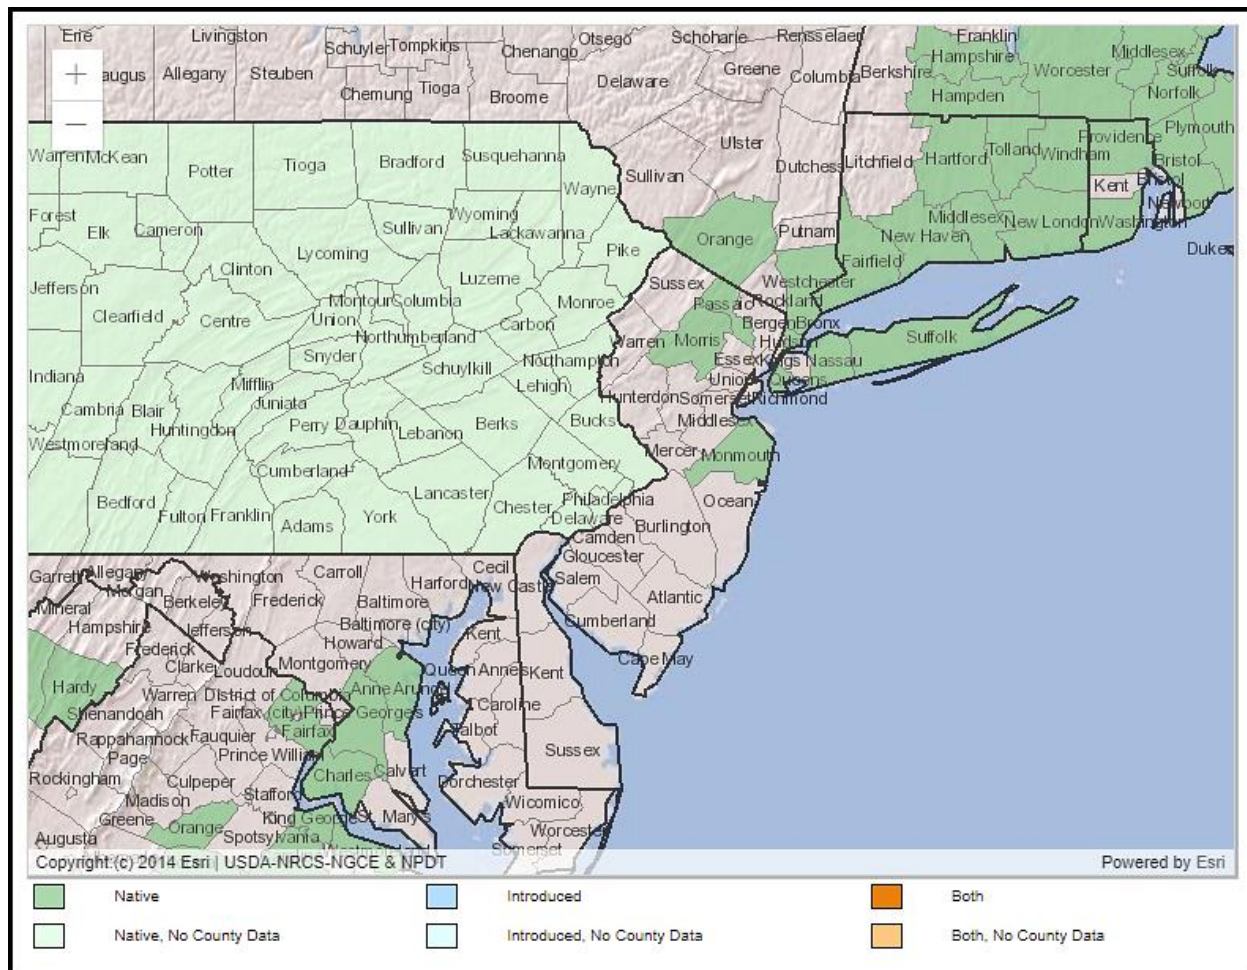 Erie Livingston Schuyler Tompkins Chenango Otsego Schoharie Rensselaer Franklin Middlesex
+ augus Allegany Steuben Chemung Tioga Broome Delaware Greene Columbia Berkshire Hampshire Worcester Suffolk
− Hampden Norfolk
Warren McKean Potter Tioga Bradford Susquehanna Ulster Providence Plymouth
Wayne Sullivan Dutchess Litchfield Hartford Tolland Windham Bristol
Kent Bristol
Forest Elk Cameron Sullivan Wyoming Lackawanna Newport
Lycoming Pike Orange Putnam Middlesex New Haven New London Washington
Clinton Luzerne Fairfield Dukes
Jefferson Montour Columbia Monroe Sussex Passaic Westchester Rockland
Clearfield Centre Union Carbon Bergen Bronx
Northumberland Warren Morris Hudson Suffolk
Snyder Schuylkill Northampton Essex Kings Nassau
Indiana Mifflin Lehigh Union Queens
Juniata Hunterdon Somerset Richmond
Cambria Blair Huntingdon Perry Dauphin Lebanon Berks Bucks Middlesex
Westmoreland Cumberland Montgomery Mercer Monmouth
Bedford Fulton Franklin Adams York Lancaster Chester Philadelphia Ocean
Delaware Burlington
Camden
Gloucester
Garrett Allegany Washington Carroll Harford Cecil New Castle Salem
Morgan
Mineral Berkeley Frederick Baltimore Atlantic
Hampshire Jefferson Baltimore (city) Kent Cumberland
Frederick Howard
Clarke Loudoun Montgomery Queen Annes Kent Cape May
Hardy Warren District of Columbia Anne Arundel
Shenandoah Fairfax (city) Prince Georges Caroline
Rappahannock Fauquier Fairfax Talbot
Page Prince William Sussex
Rockingham Culpeper Charles Calvert Dorchester
Madison Stafford Wicomico
Greene Orange King George St. Marys
Augusta Spotsylvania Worcester
Westmoreland Somerset
Copyright:(c) 2014 Esri | USDA-NRCS-NGCE & NPDT Powered by Esri
Native Introduced Both
Native, No County Data Introduced, No County Data Both, No County Data